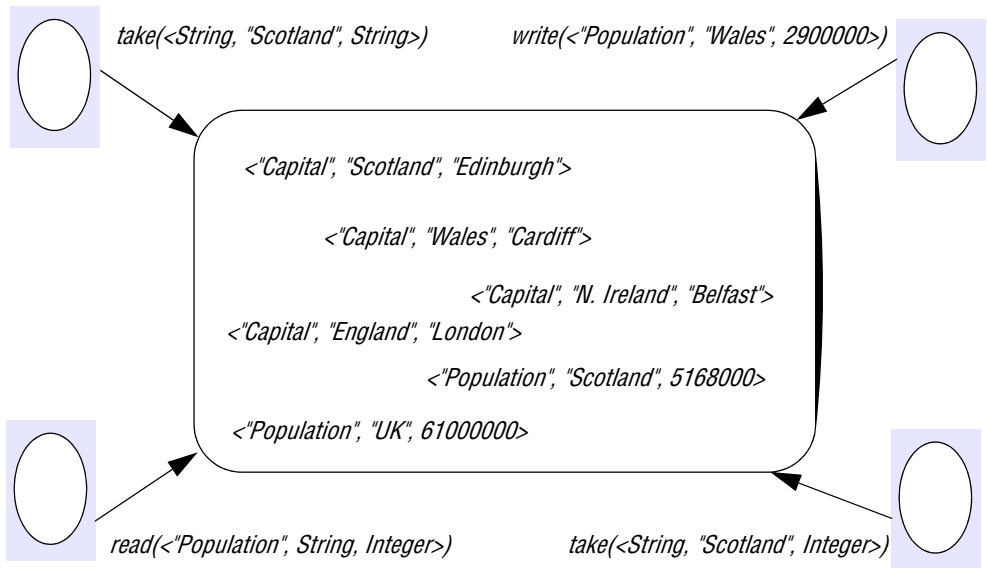 take(<String, "Scotland", String>)
write(<"Population", "Wales", 2900000>)
<"Capital", "Scotland", "Edinburgh">
<"Capital", "Wales", "Cardiff">
<"Capital", "N. Ireland", "Belfast">
<"Capital", "England", "London">
<"Population", "Scotland", 5168000>
<"Population", "UK", 61000000>
read(<"Population", String, Integer>)
take(<String, "Scotland", Integer>)